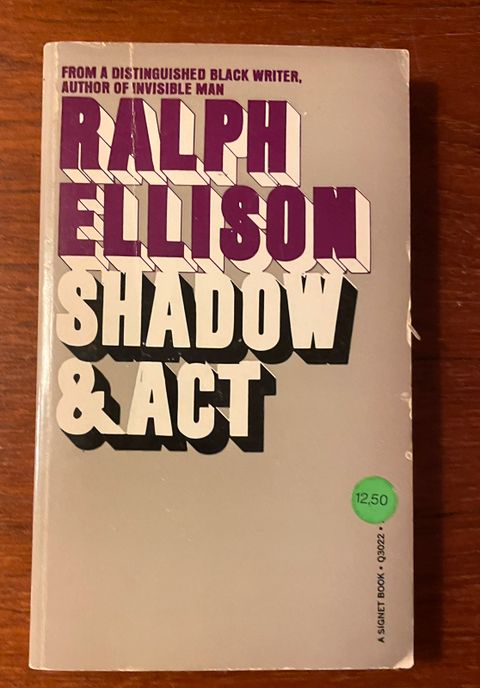 FROM A DISTINGUISHED BLACK WRITER,
AUTHOR OF INVISIBLE MAN
RALPH
ELLISON
SHADOW
& ACT
12,50
A SIGNET BOOK • Q3022 •